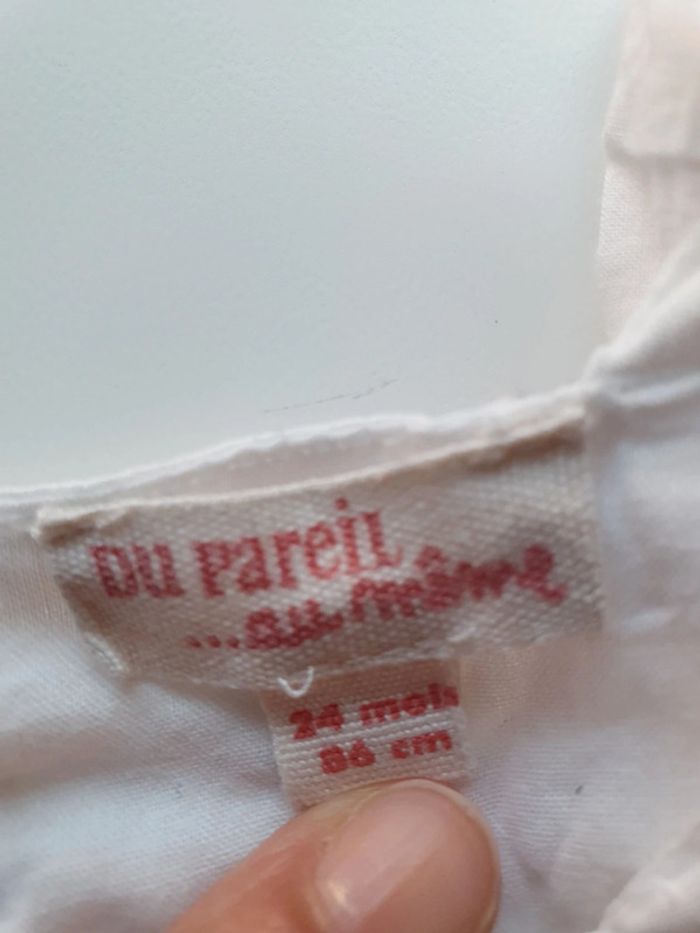 DU PAREIL
...au même
24 mois
86 cm